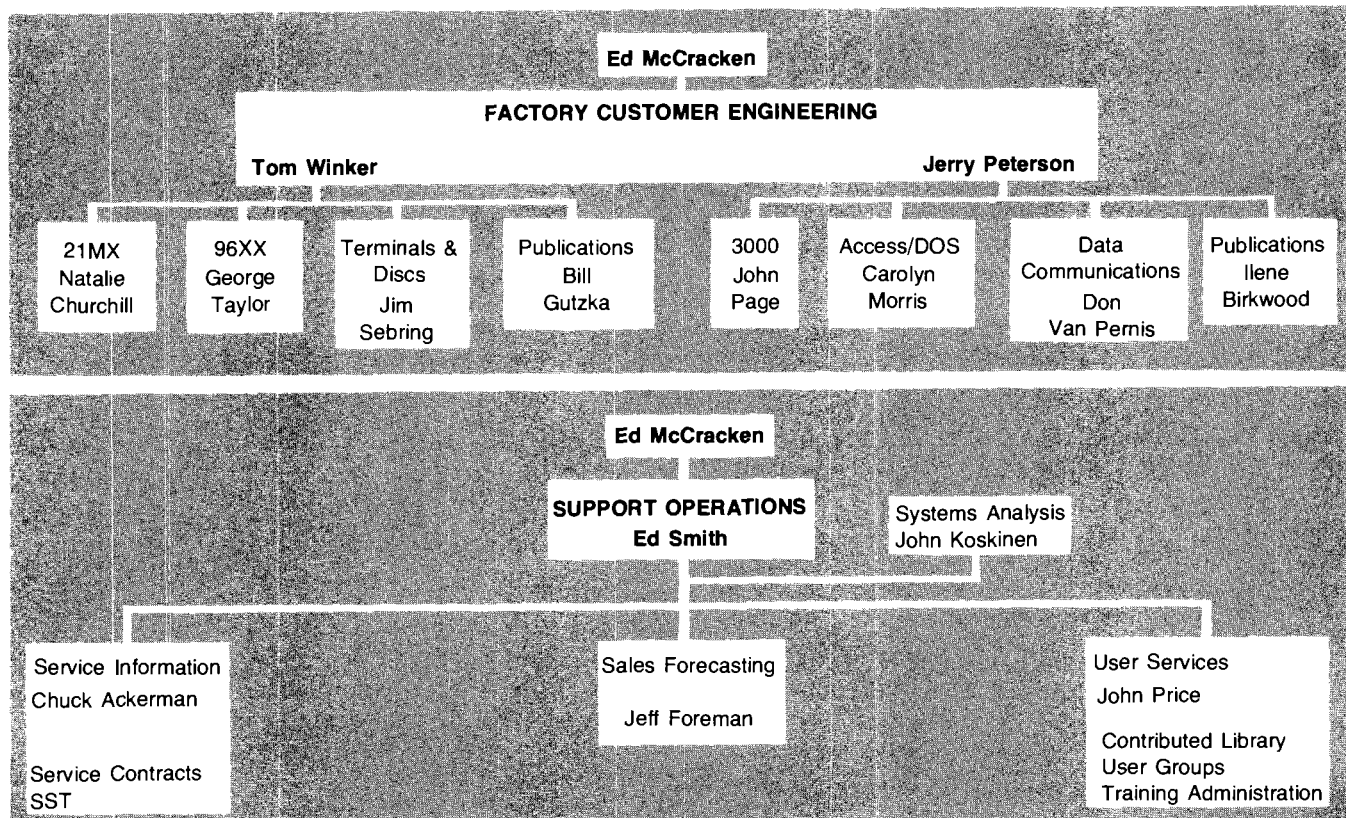 Ed McCracken
FACTORY CUSTOMER ENGINEERING
Tom Winker
Jerry Peterson
21MX
Natalie
Churchill
96XX
George
Taylor
Terminals &
Discs
Jim
Sebring
Publications
Bill
Gutzka
3000
John
Page
Access/DOS
Carolyn
Morris
Data
Communications
Don
Van Pernis
Publications
Ilene
Birkwood
Ed McCracken
SUPPORT OPERATIONS
Ed Smith
Systems Analysis
John Koskinen
Service Information
Chuck Ackerman
Service Contracts
SST
Sales Forecasting
Jeff Foreman
User Services
John Price
Contributed Library
User Groups
Training Administration